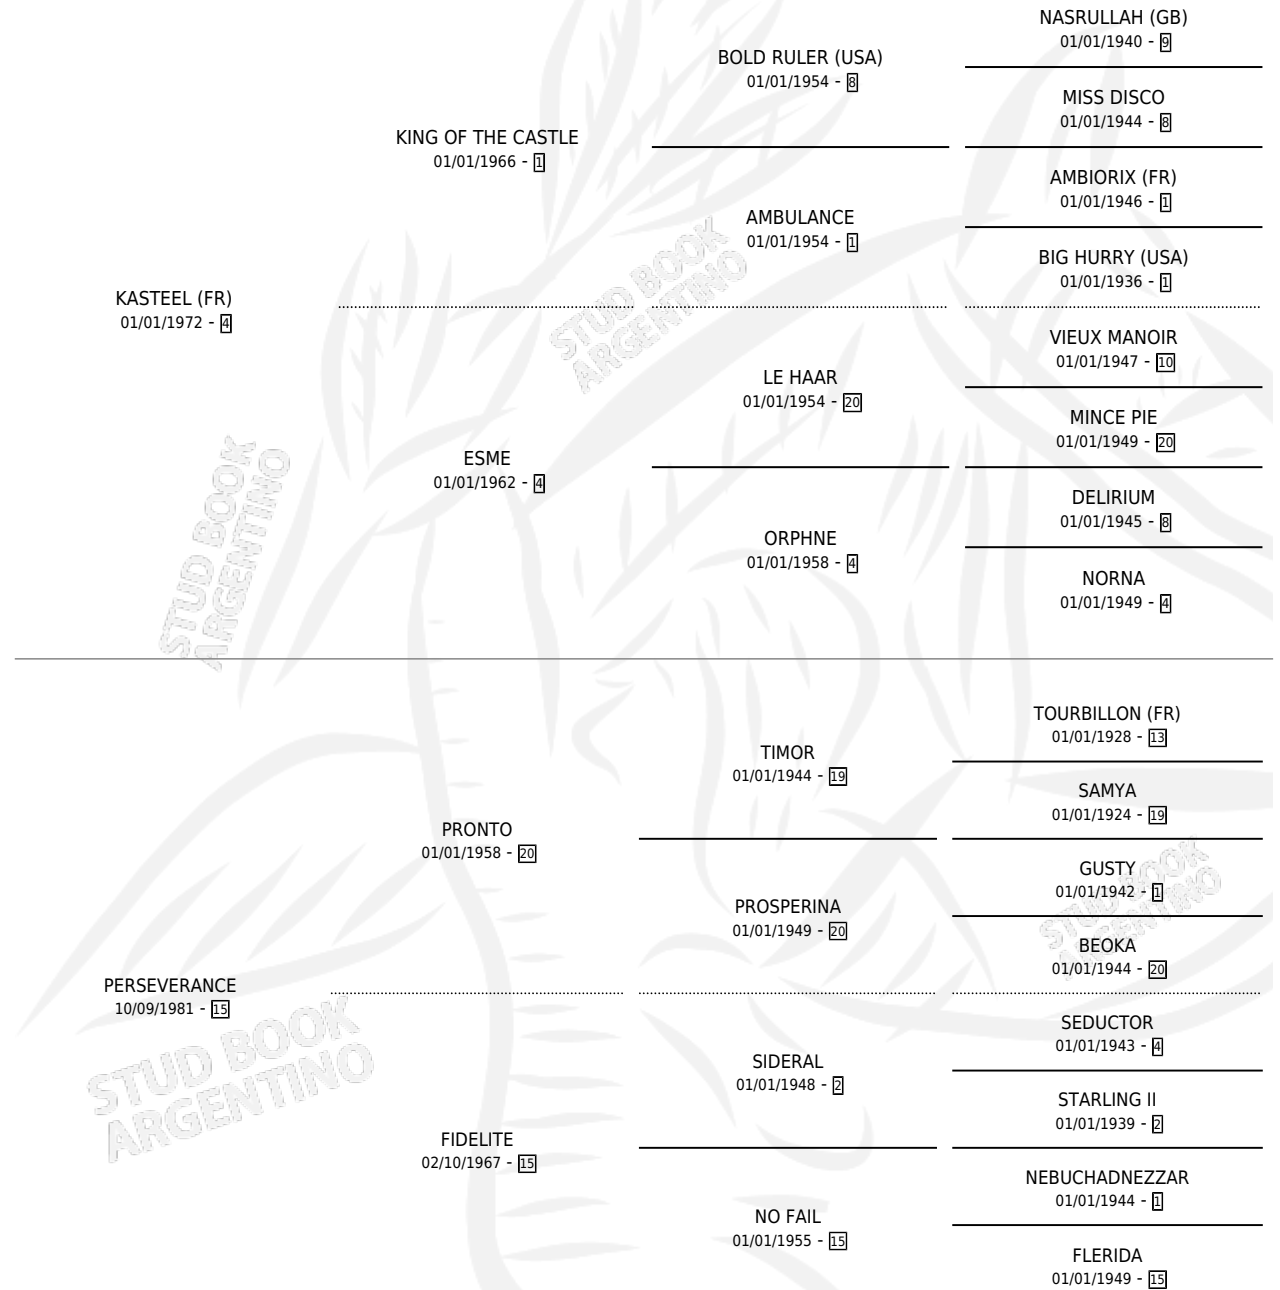 NASRULLAH (GB)
01/01/1940 - 9
BOLD RULER (USA)
01/01/1954 - 8
MISS DISCO
01/01/1944 - 8
KING OF THE CASTLE
01/01/1966 - 1
AMBIORIX (FR)
01/01/1946 - 1
AMBULANCE
01/01/1954 - 1
BIG HURRY (USA)
01/01/1936 - 1
KASTEEL (FR)
01/01/1972 - 4
VIEUX MANOIR
01/01/1947 - 10
LE HAAR
01/01/1954 - 20
MINCE PIE
01/01/1949 - 20
ESME
01/01/1962 - 4
DELIRIUM
01/01/1945 - 8
ORPHNE
01/01/1958 - 4
NORNA
01/01/1949 - 4
TOURBILLON (FR)
01/01/1928 - 13
TIMOR
01/01/1944 - 19
SAMYA
01/01/1924 - 19
PRONTO
01/01/1958 - 20
GUSTY
01/01/1942 - 1
PROSPERINA
01/01/1949 - 20
BEOKA
01/01/1944 - 20
PERSEVERANCE
10/09/1981 - 15
SEDUCTOR
01/01/1943 - 4
SIDERAL
01/01/1948 - 2
STARLING II
01/01/1939 - 2
FIDELITE
02/10/1967 - 15
NEBUCHADNEZZAR
01/01/1944 - 1
NO FAIL
01/01/1955 - 15
FLERIDA
01/01/1949 - 15
STUD BOOK
ARGENTINO
STUD BOOK
ARGENTINO
STUD BOOK
ARGENTINO
STUD BOOK
ARGENTINO